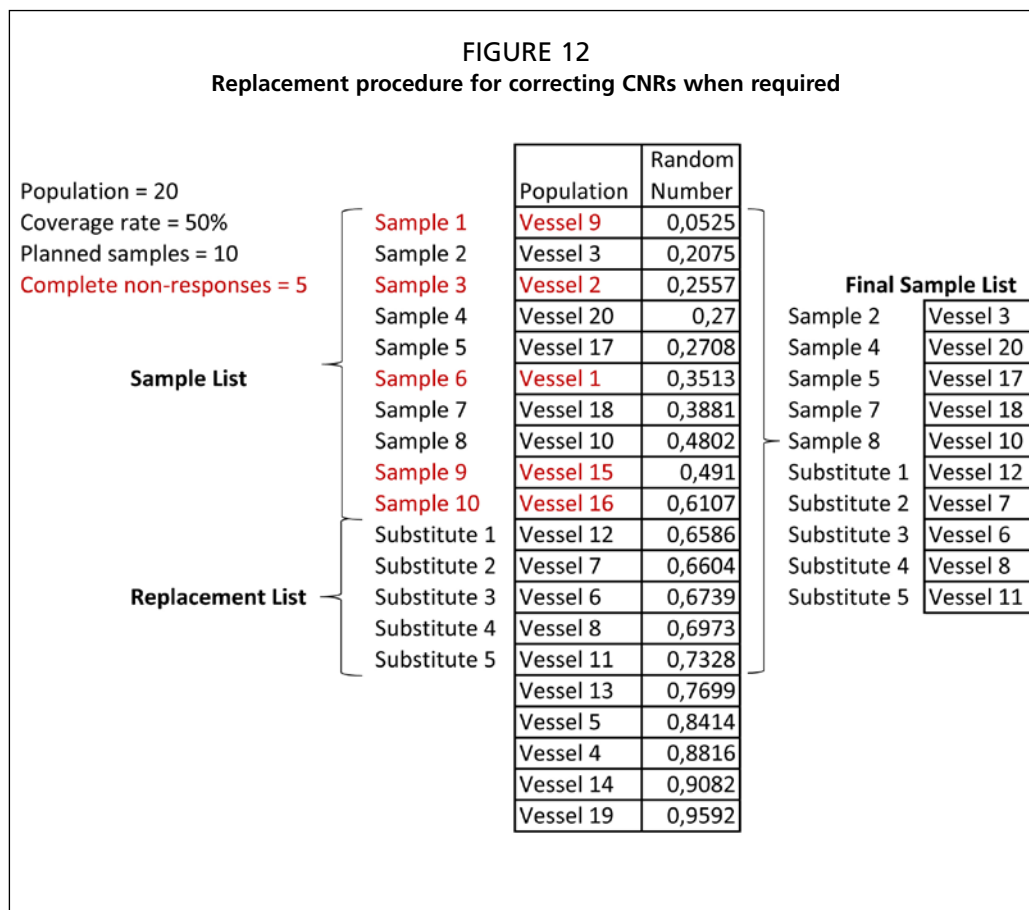 FIGURE 12
Replacement procedure for correcting CNRs when required
Population = 20
Coverage rate = 50%
Planned samples = 10
Complete non-responses = 5
Sample List
Replacement List
Population Random Number
Sample 1 Vessel 9 0,0525
Sample 2 Vessel 3 0,2075
Sample 3 Vessel 2 0,2557
Sample 4 Vessel 20 0,27
Sample 5 Vessel 17 0,2708
Sample 6 Vessel 1 0,3513
Sample 7 Vessel 18 0,3881
Sample 8 Vessel 10 0,4802
Sample 9 Vessel 15 0,491
Sample 10 Vessel 16 0,6107
Substitute 1 Vessel 12 0,6586
Substitute 2 Vessel 7 0,6604
Substitute 3 Vessel 6 0,6739
Substitute 4 Vessel 8 0,6973
Substitute 5 Vessel 11 0,7328
Vessel 13 0,7699
Vessel 5 0,8414
Vessel 4 0,8816
Vessel 14 0,9082
Vessel 19 0,9592
Final Sample List
Sample 2 Vessel 3
Sample 4 Vessel 20
Sample 5 Vessel 17
Sample 7 Vessel 18
Sample 8 Vessel 10
Substitute 1 Vessel 12
Substitute 2 Vessel 7
Substitute 3 Vessel 6
Substitute 4 Vessel 8
Substitute 5 Vessel 11